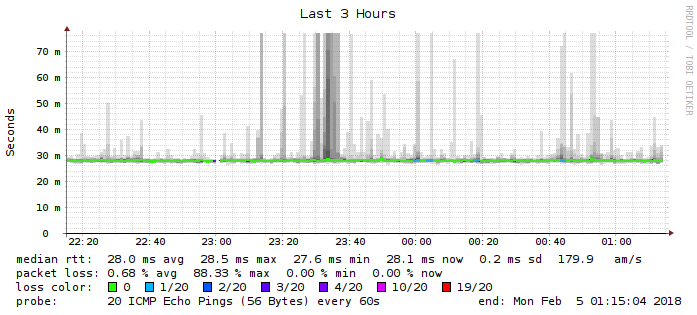 Last 3 Hours
RRDTOOL / TOBI OETIKER
Seconds
70 m
60 m
50 m
40 m
30 m
20 m
10 m
0
22:20 22:40 23:00 23:20 23:40 00:00 00:20 00:40 01:00
median rtt: 28.0 ms avg 28.5 ms max 27.6 ms min 28.1 ms now 0.2 ms sd 179.9 am/s
packet loss: 0.68 % avg 88.33 % max 0.00 % min 0.00 % now
loss color: 0 1/20 2/20 3/20 4/20 10/20 19/20
probe: 20 ICMP Echo Pings (56 Bytes) every 60s end: Mon Feb 5 01:15:04 2018